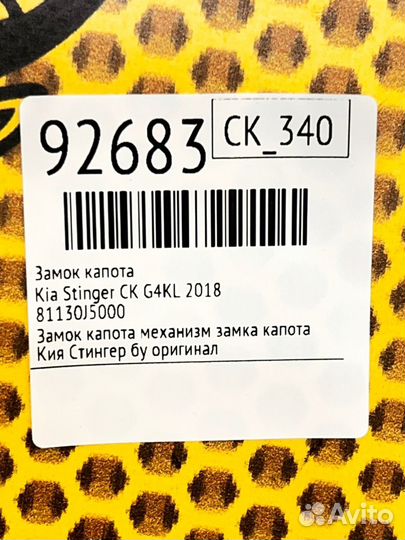 92683
CK_340
Замок капота
Kia Stinger CK G4KL 2018
81130J5000
Замок капота механизм замка капота
Кия Стингер бу оригинал
Avito